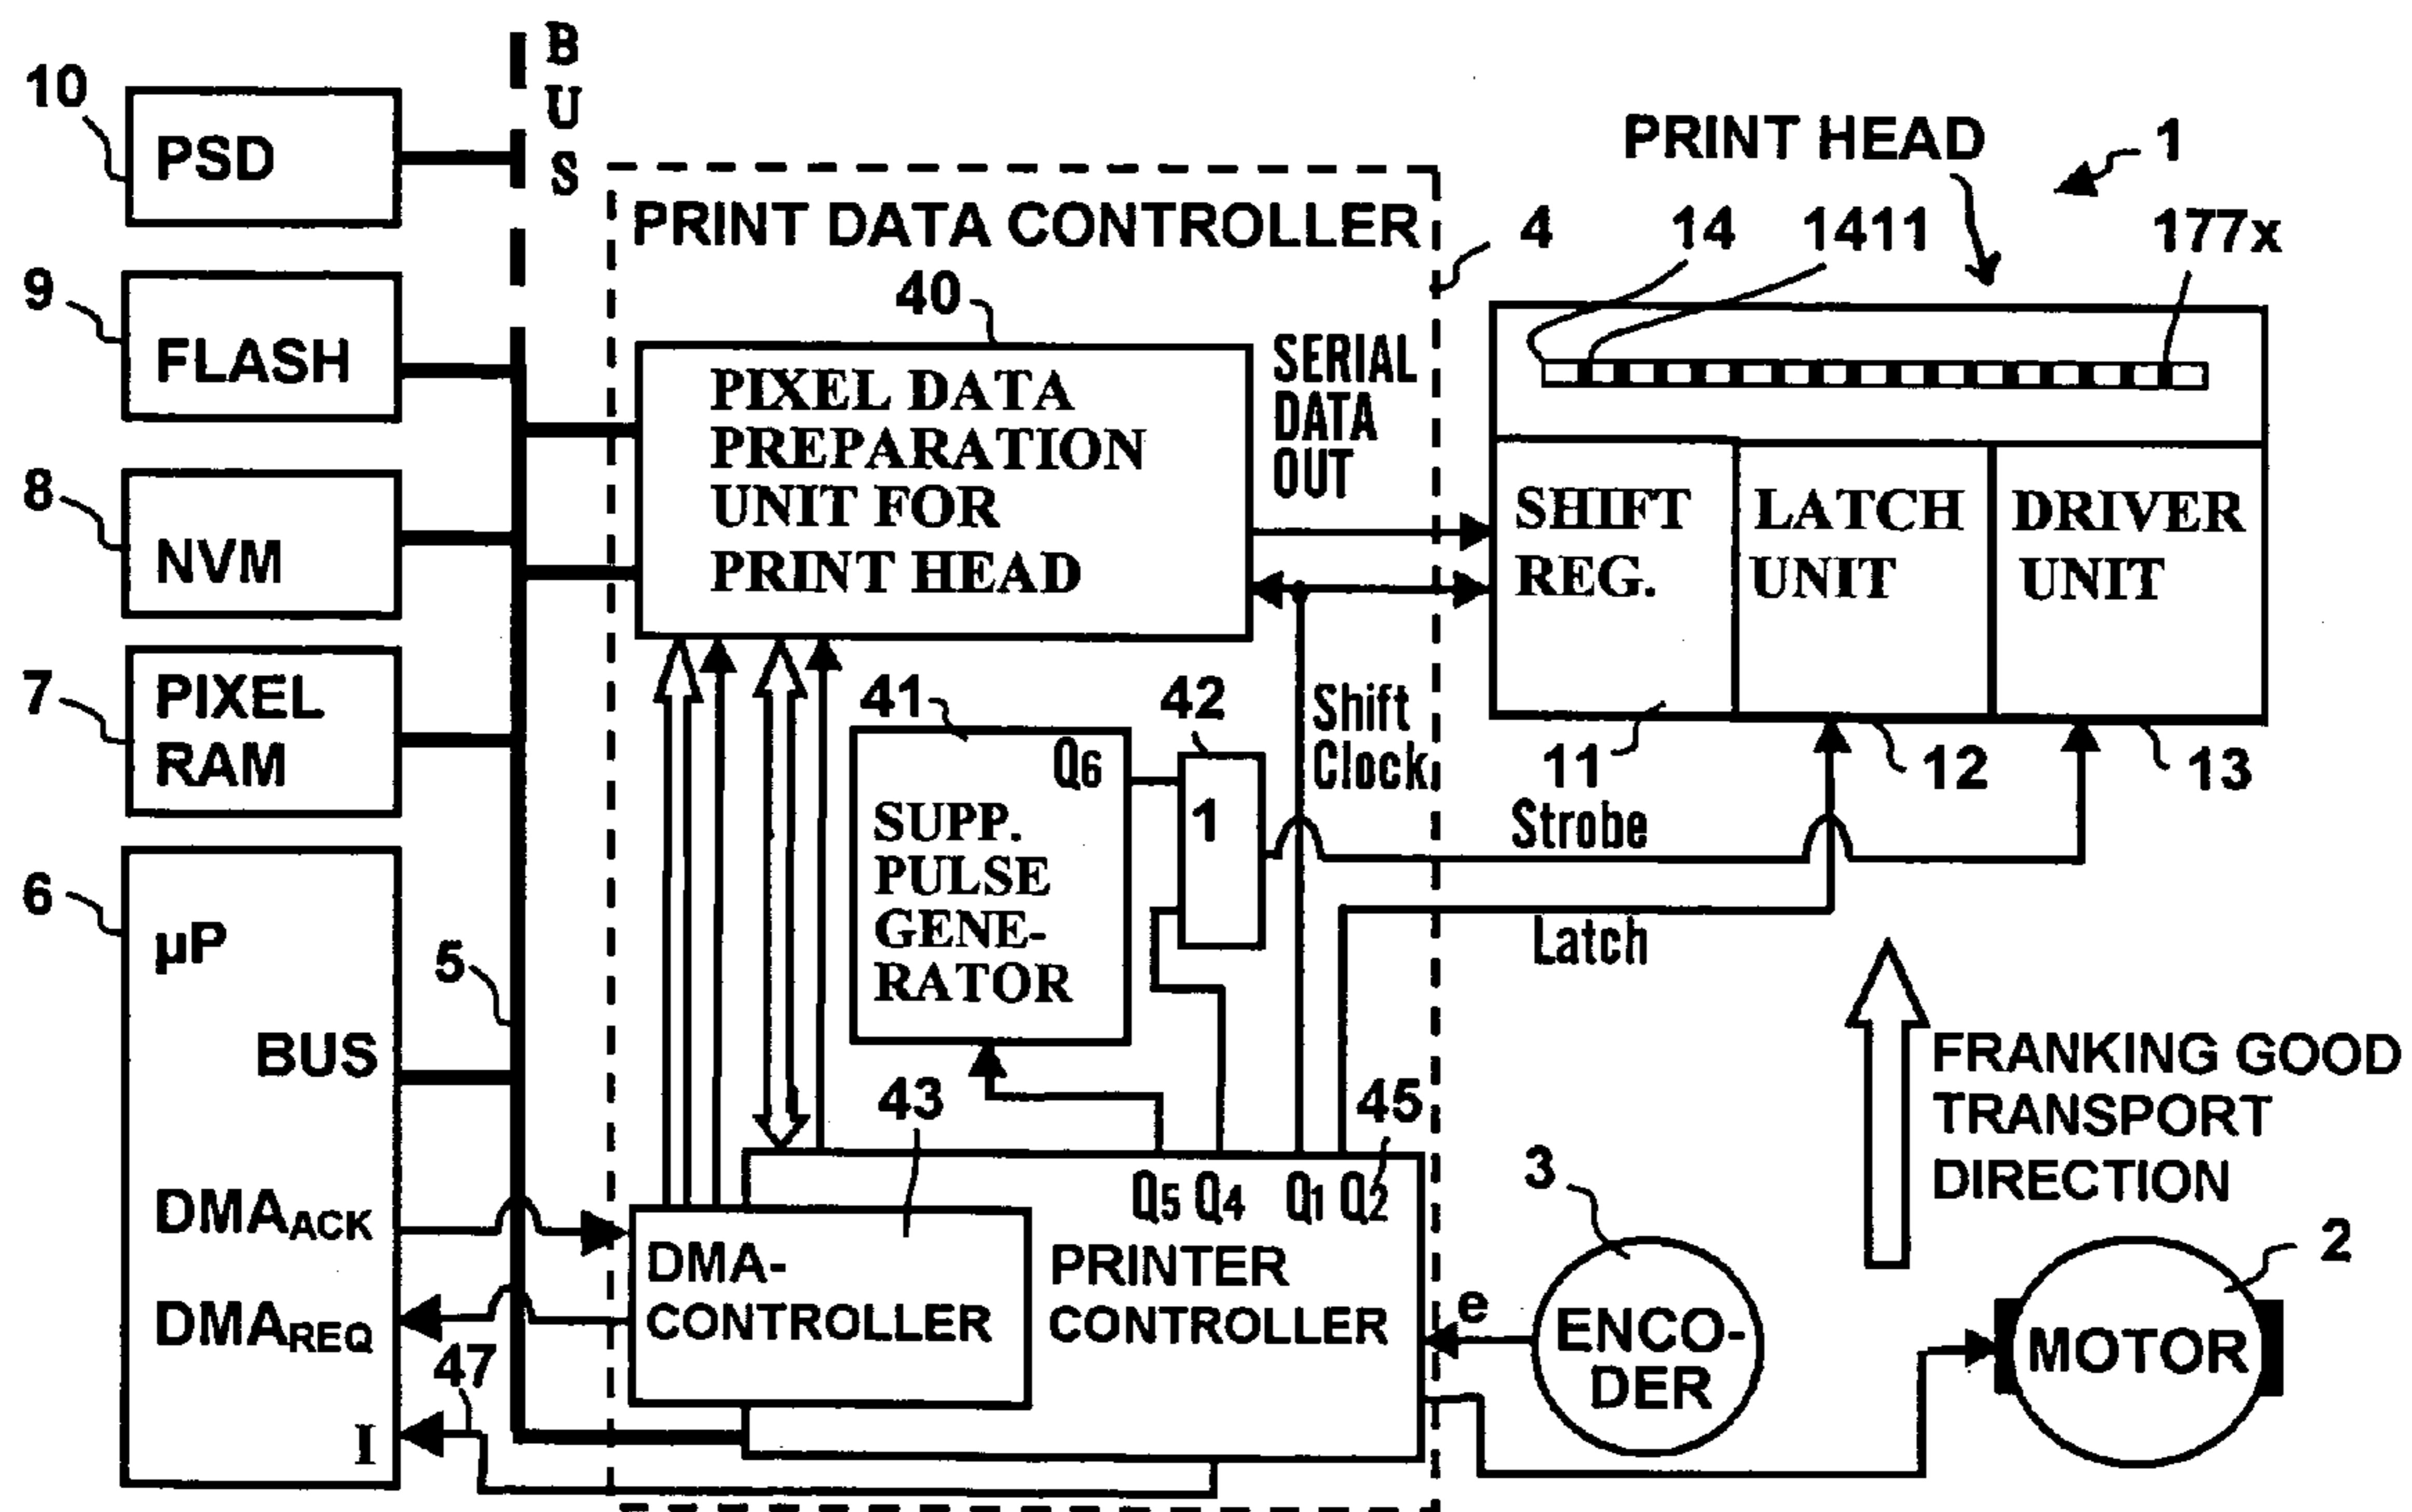 B
U
S
10
PSD
9
FLASH
8
NVM
7
PIXEL
RAM
6
µP
BUS
DMAACK
DMAREQ
I
5
47
PRINT DATA CONTROLLER
4
40
PIXEL DATA
PREPARATION
UNIT FOR
PRINT HEAD
SERIAL
DATA
OUT
41
Q6
SUPP.
PULSE
GENE-
RATOR
42
1
Shift
Clock
43
DMA-
CONTROLLER
45
Q5 Q4 Q1 Q2
PRINTER
CONTROLLER
PRINT HEAD
1
14
1411
177x
SHIFT
REG.
LATCH
UNIT
DRIVER
UNIT
11
12
13
Strobe
Latch
FRANKING GOOD
TRANSPORT
DIRECTION
3
e
ENCO-
DER
2
MOTOR